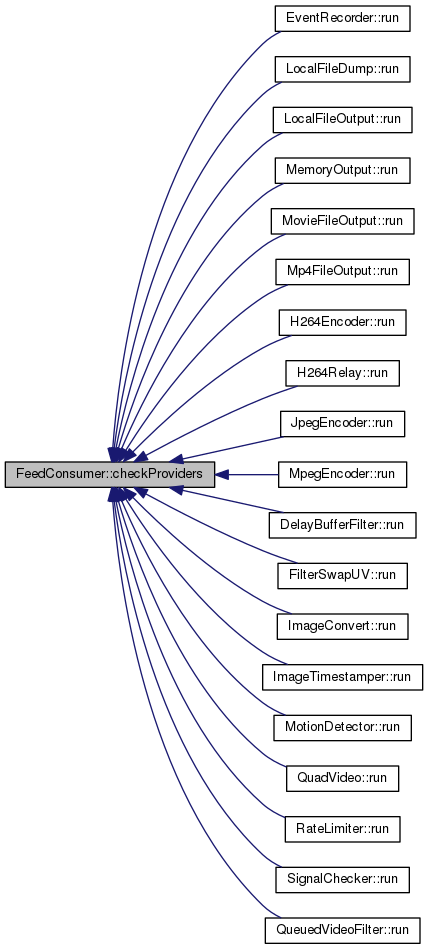 EventRecorder::run
LocalFileDump::run
LocalFileOutput::run
MemoryOutput::run
MovieFileOutput::run
Mp4FileOutput::run
H264Encoder::run
H264Relay::run
JpegEncoder::run
FeedConsumer::checkProviders
MpegEncoder::run
DelayBufferFilter::run
FilterSwapUV::run
ImageConvert::run
ImageTimestamper::run
MotionDetector::run
QuadVideo::run
RateLimiter::run
SignalChecker::run
QueuedVideoFilter::run